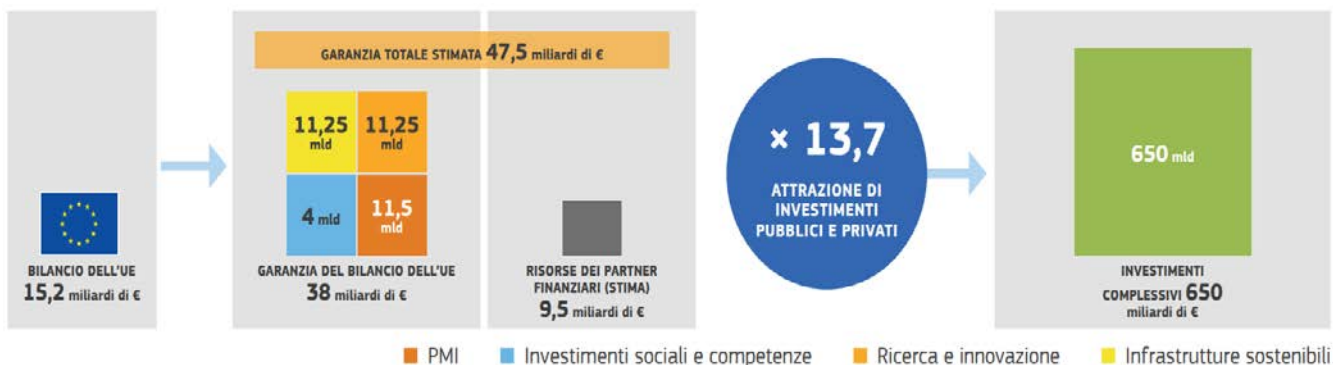 GARANZIA TOTALE STIMATA 47,5 miliardi di €
11,25
mld
11,25
mld
4 mld
11,5
mld
BILANCIO DELL'UE
15,2 miliardi di €
GARANZIA DEL BILANCIO DELL'UE
38 miliardi di €
RISORSE DEI PARTNER
FINANZIARI (STIMA)
9,5 miliardi di €
× 13,7
ATTRAZIONE DI
INVESTIMENTI
PUBBLICI E PRIVATI
650 mld
INVESTIMENTI
COMPLESSIVI 650
miliardi di €
PMI
Investimenti sociali e competenze
Ricerca e innovazione
Infrastrutture sostenibili